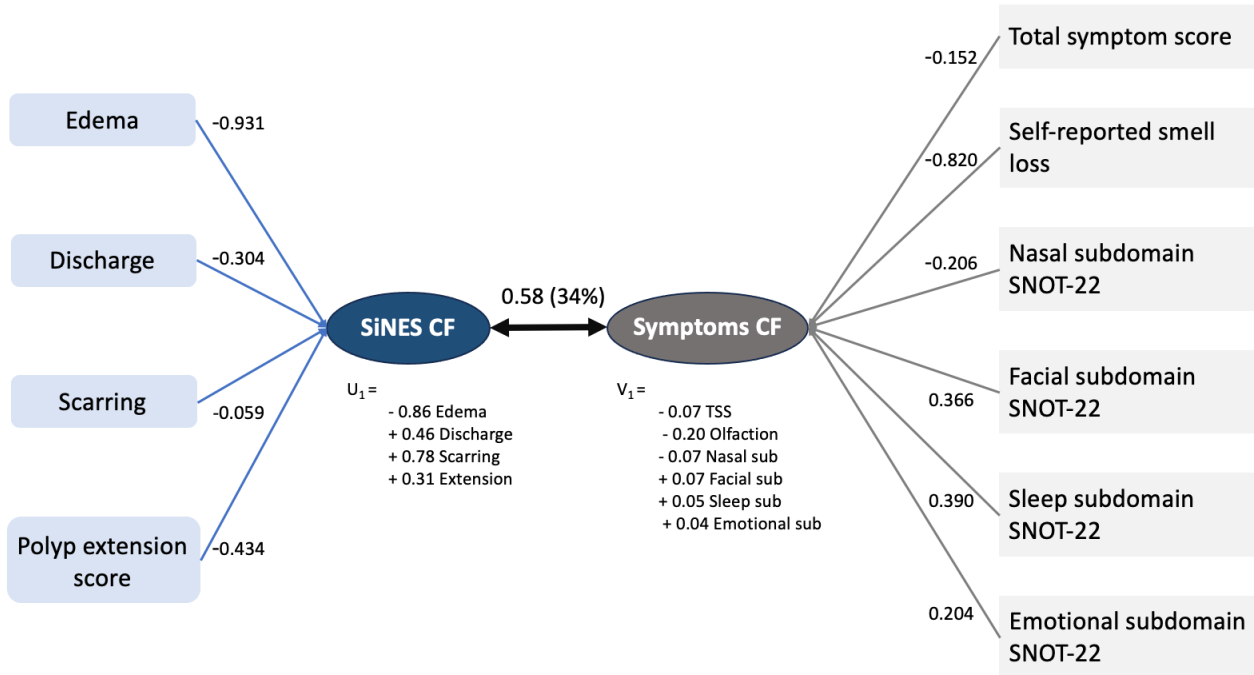 Edema
-0.931
Discharge
-0.304
Scarring
-0.059
Polyp extension
score
-0.434
SiNES CF
0.58 (34%)
Symptoms CF
U1 =
- 0.86 Edema
+ 0.46 Discharge
+ 0.78 Scarring
+ 0.31 Extension
V1 =
- 0.07 TSS
- 0.20 Olfaction
- 0.07 Nasal sub
+ 0.07 Facial sub
+ 0.05 Sleep sub
+ 0.04 Emotional sub
-0.152
Total symptom score
-0.820
Self-reported smell
loss
-0.206
Nasal subdomain
SNOT-22
0.366
Facial subdomain
SNOT-22
0.390
Sleep subdomain
SNOT-22
0.204
Emotional subdomain
SNOT-22